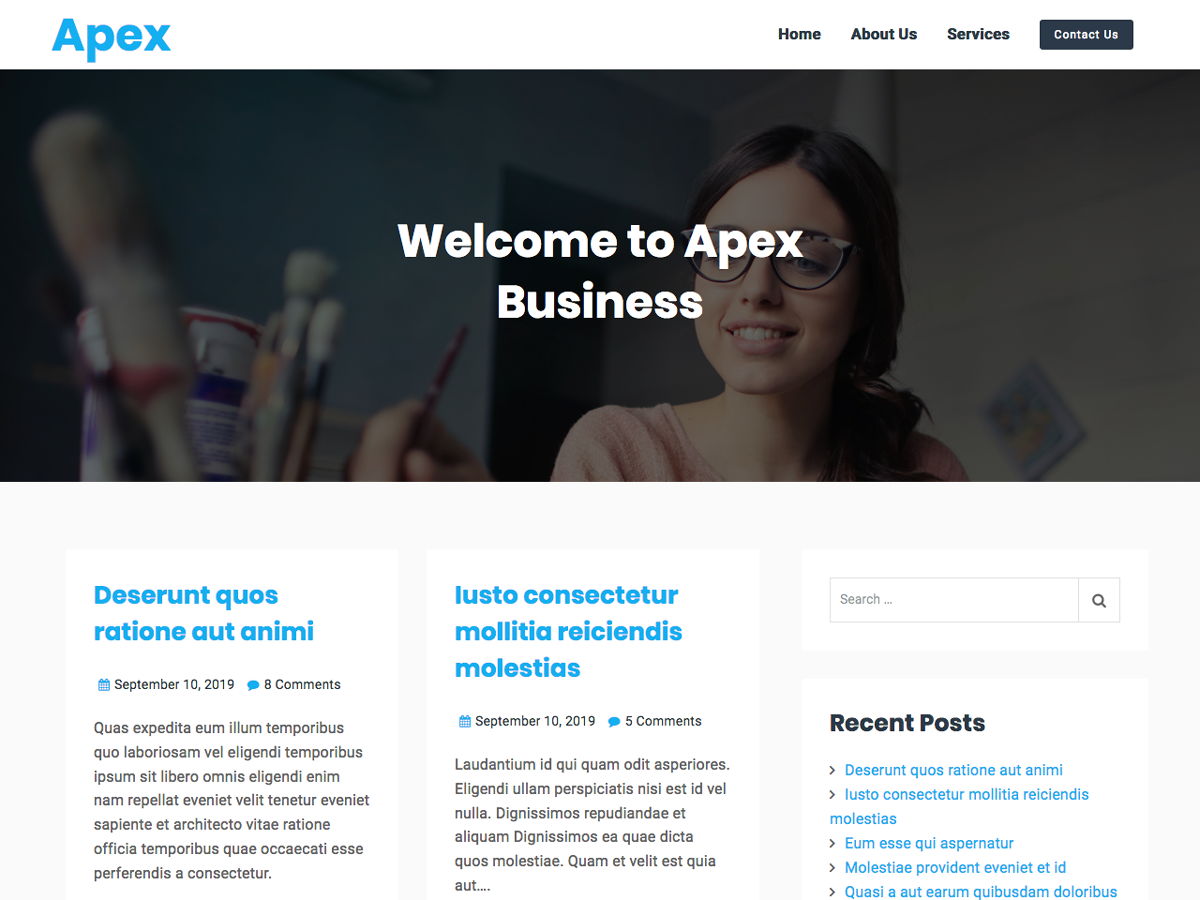 Apex
Home
About Us
Services
Contact Us
Welcome to Apex
Business
Deserunt quos
ratione aut animi
September 10, 2019
8 Comments
Quas expedita eum illum temporibus
quo laboriosam vel eligendi temporibus
ipsum sit libero omnis eligendi enim
nam repellat eveniet velit tenetur eveniet
sapiente et architecto vitae ratione
officia temporibus quae occaecati esse
perferendis a consectetur.
Iusto consectetur
mollitia reiciendis
molestias
September 10, 2019
5 Comments
Laudantium id qui quam odit asperiores.
Eligendi ullam perspiciatis nisi est id vel
nulla. Dignissimos repudiandae et
aliquam Dignissimos ea quae dicta
quos molestiae. Quam et velit est quia
aut....
Search ...
Recent Posts
Deserunt quos ratione aut animi
Iusto consectetur mollitia reiciendis
molestias
Eum esse qui aspernatur
Molestiae provident eveniet et id
Quasi a aut earum quibusdam doloribus